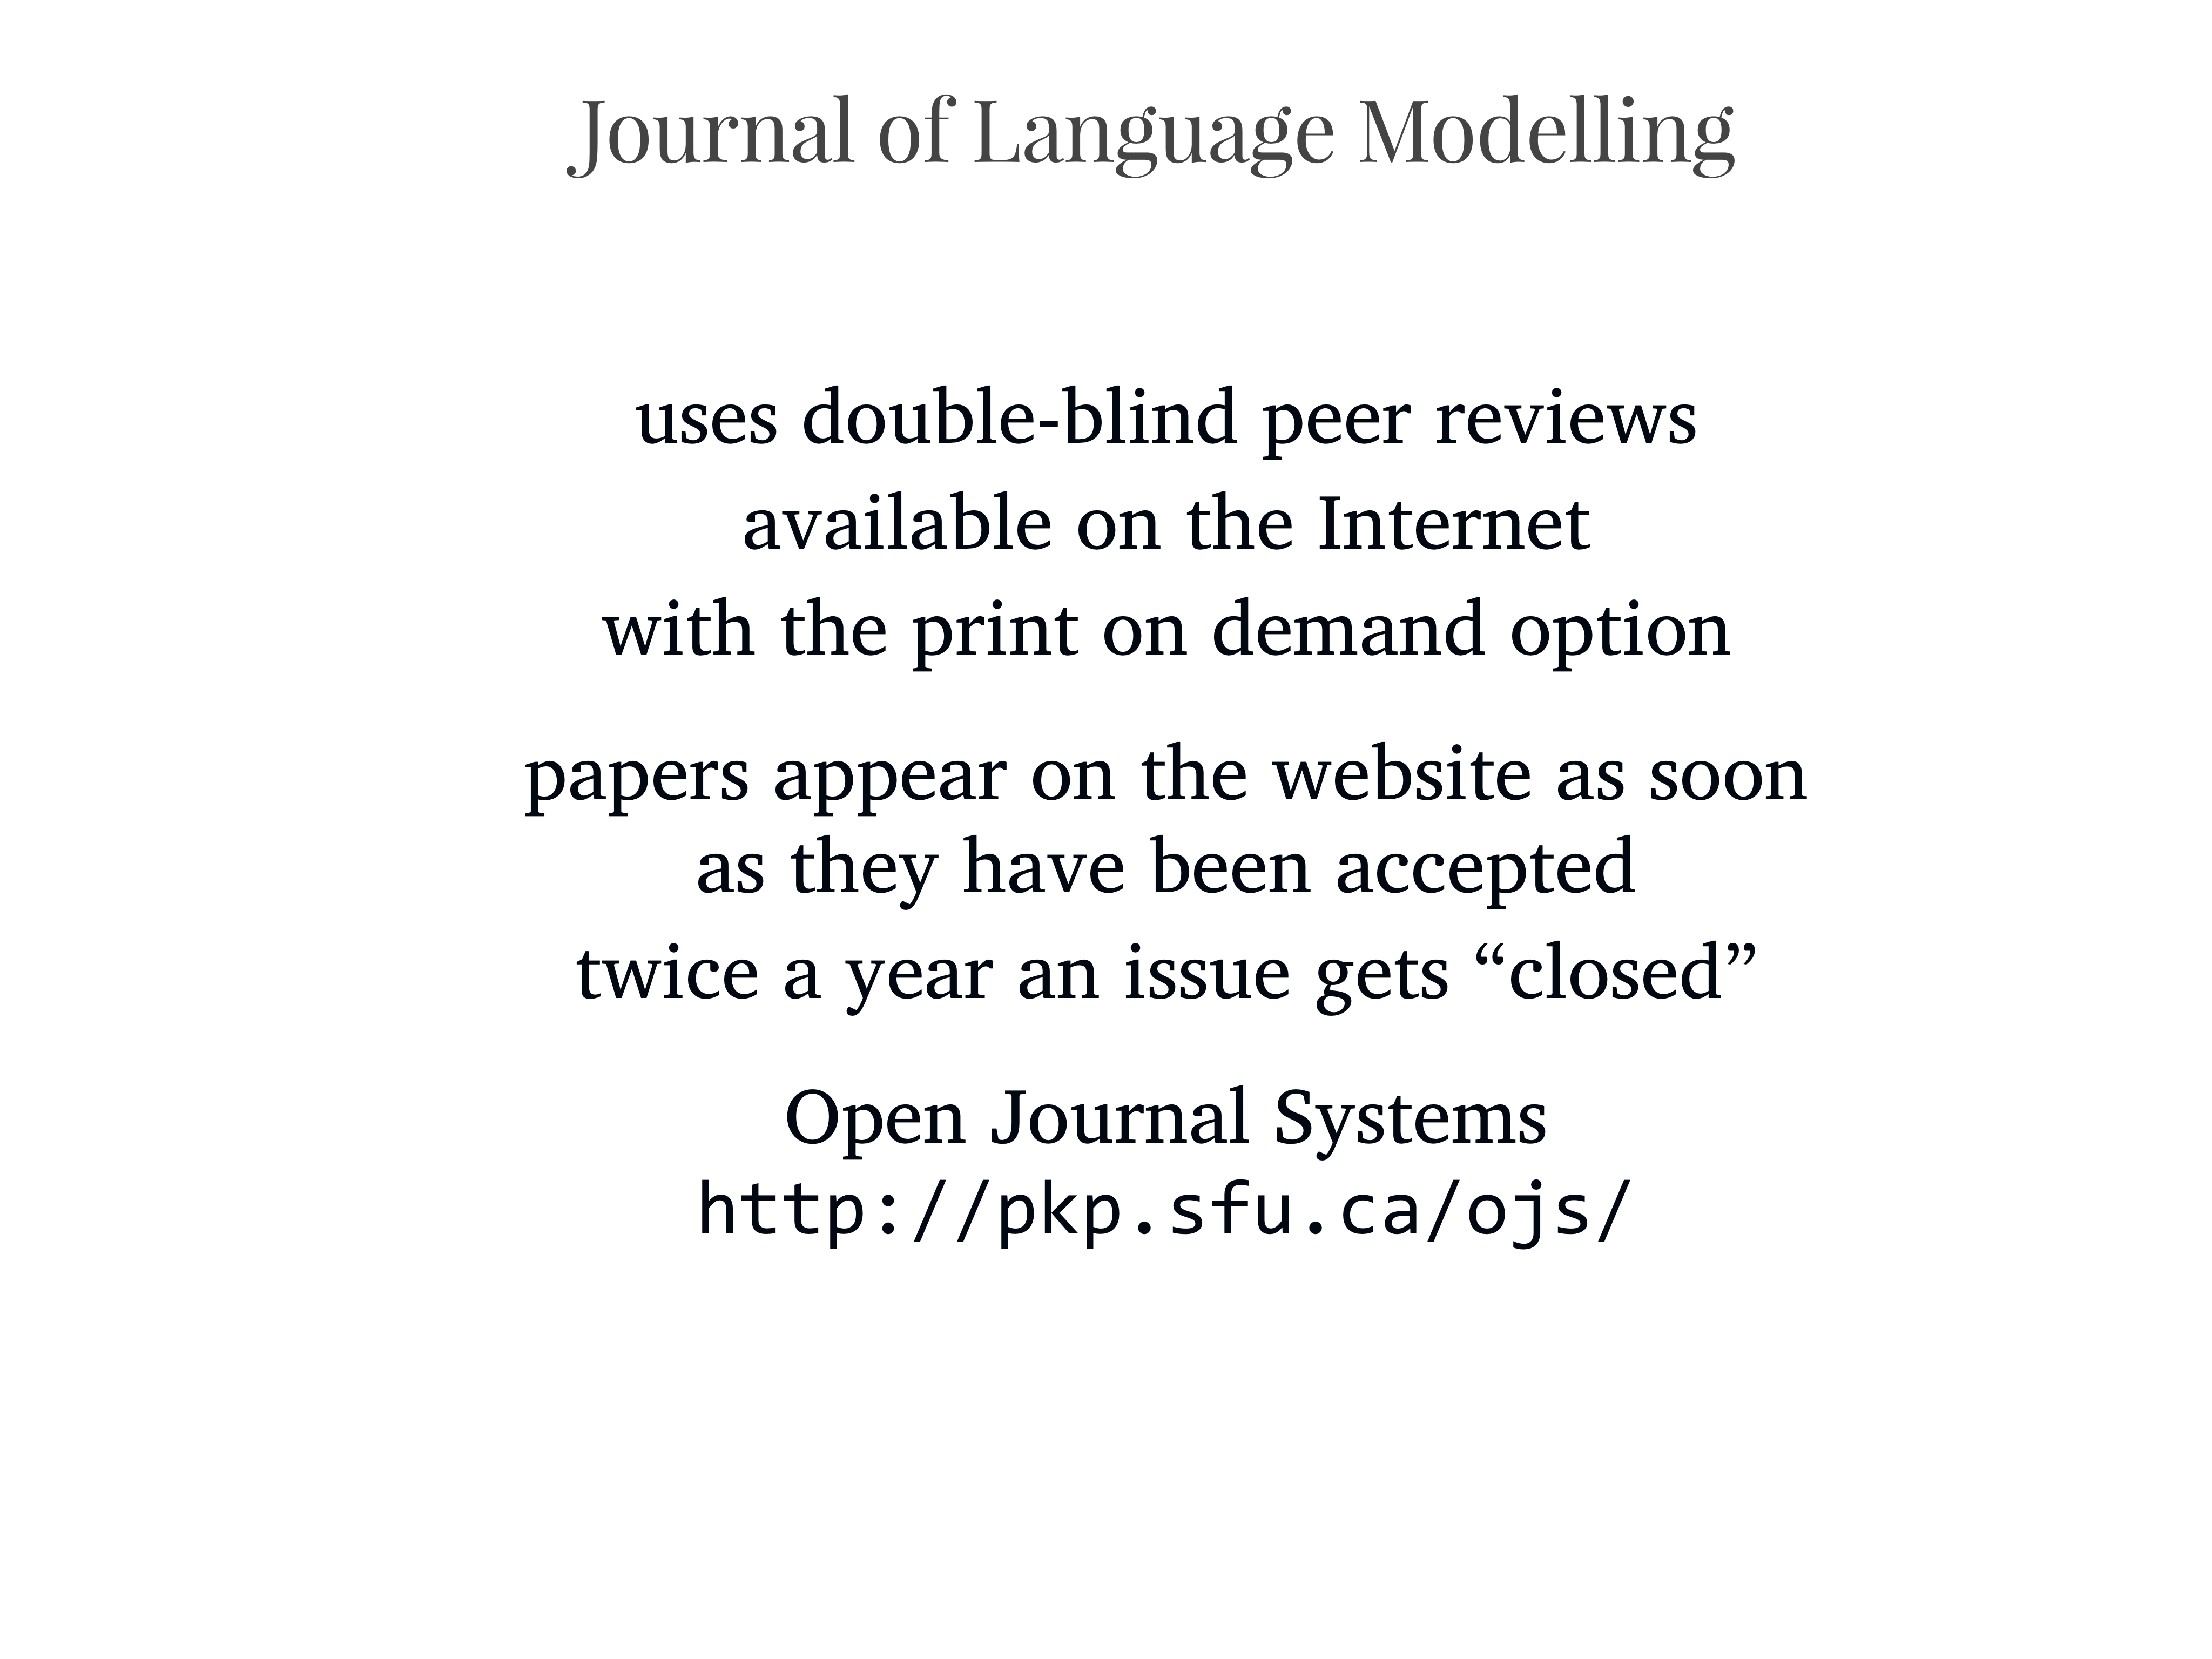 Journal of Language Modelling
uses double-blind peer reviews
available on the Internet
with the print on demand option
papers appear on the website as soon
as they have been accepted
twice a year an issue gets “closed”
Open Journal Systems
http://pkp.sfu.ca/ojs/